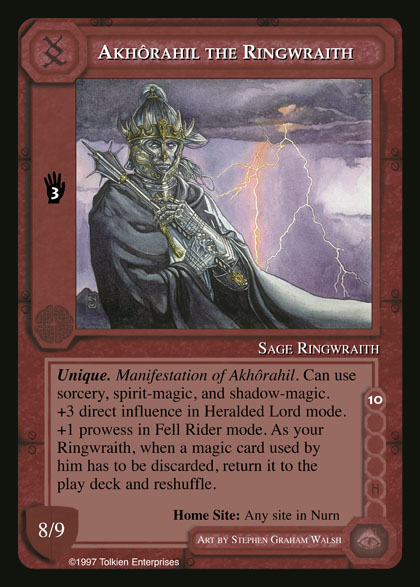 AKHÔRAHIL THE RINGWRAITH
3
SAGE RINGWRAITH
Unique. Manifestation of Akhôrahil. Can use
sorcery, spirit-magic, and shadow-magic.
+3 direct influence in Heralded Lord mode.
+1 prowess in Fell Rider mode. As your
Ringwraith, when a magic card used by
him has to be discarded, return it to the
play deck and reshuffle.
10
H
Home Site: Any site in Nurn
8/9
ART BY STEPHEN GRAHAM WALSH
©1997 Tolkien Enterprises